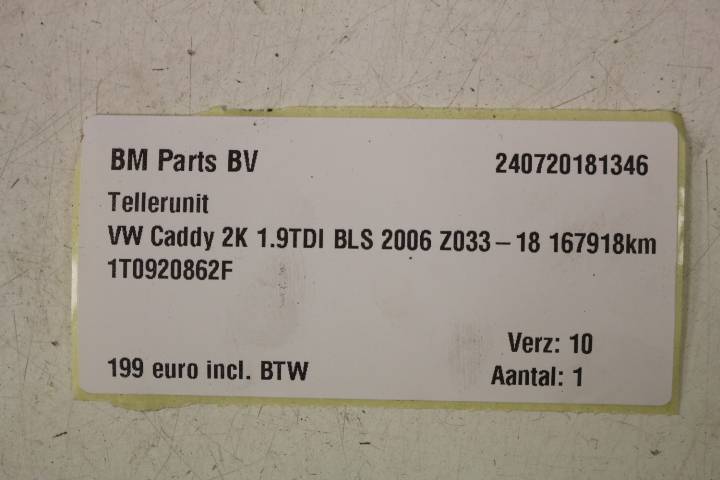 BM Parts BV 240720181346
Tellerunit
VW Caddy 2K 1.9TDI BLS 2006 Z033-18 167918km
1T0920862F
Verz: 10
199 euro incl. BTW Aantal: 1